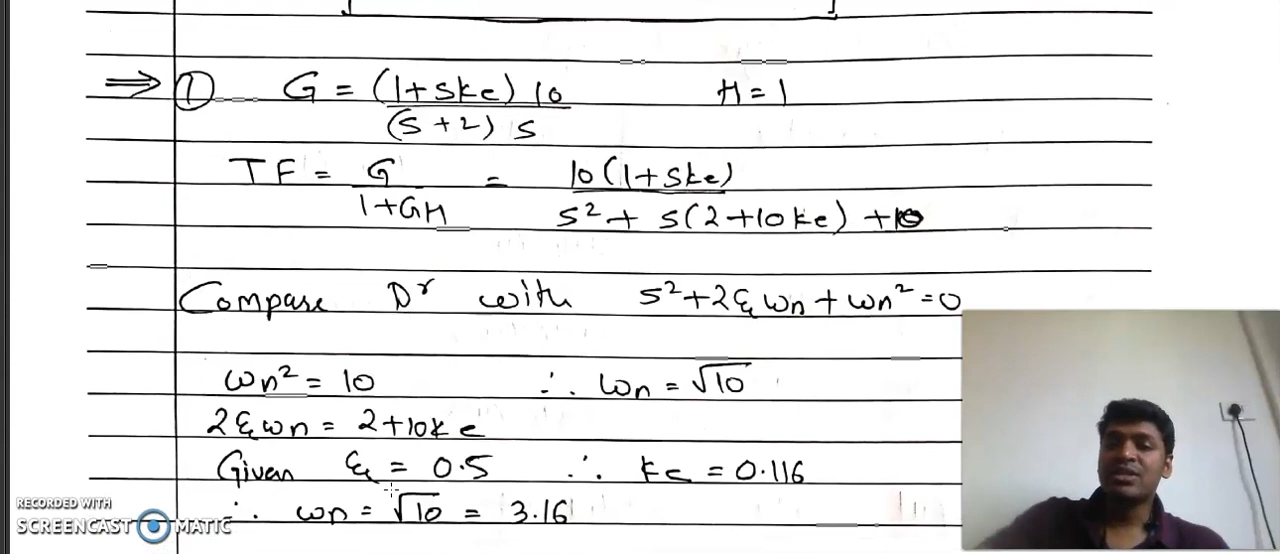 ⇒ ① G = (1+ske) 10 / (s+2) s H = 1
TF = G / 1+GH = 10(1+ske) / s² + s(2+10ke) +10
Compare Dʳ with s²+2ξωn+ωn²=0
ωn² = 10 ∴ ωn = √10
2ξωn = 2+10ke
Given ξ = 0.5 ∴ ke = 0.116
∴ ωn = √10 = 3.16
RECORDED WITH
SCREENCAST MATIC